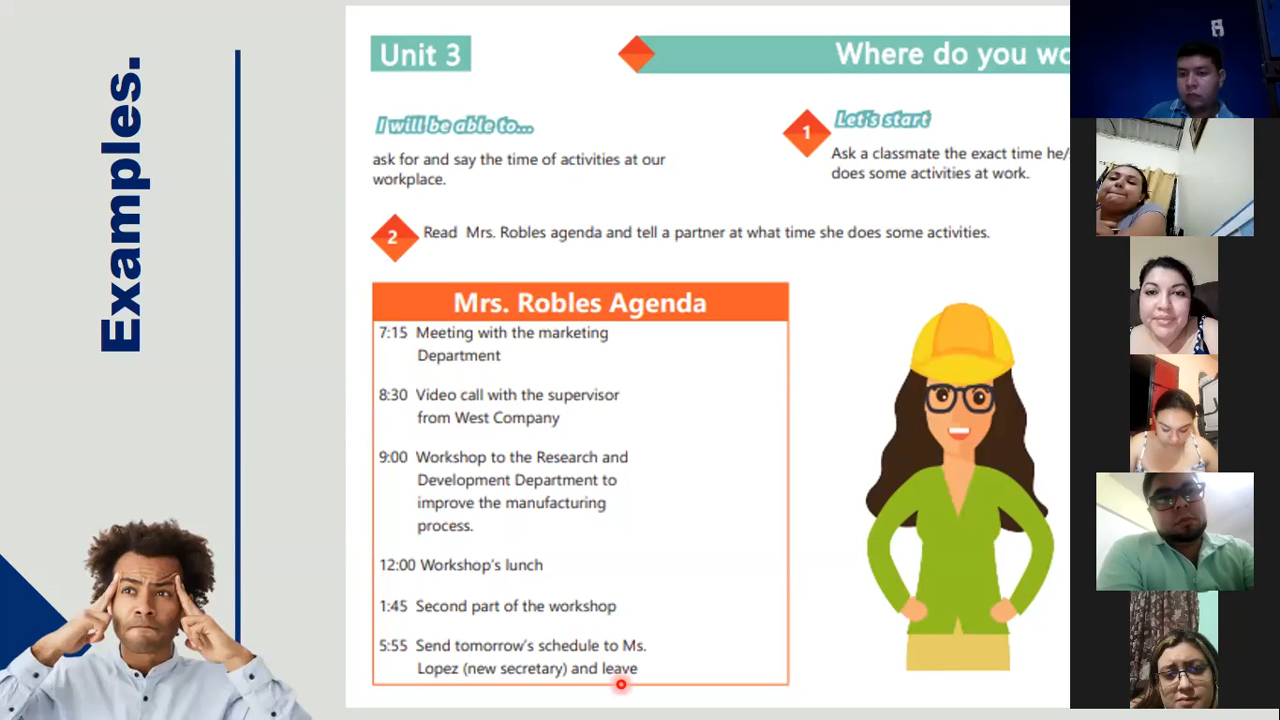 Examples.
Unit 3
Where do you wo
I will be able to...
ask for and say the time of activities at our
workplace.
1
Let's start
Ask a classmate the exact time he/
does some activities at work.
2
Read Mrs. Robles agenda and tell a partner at what time she does some activities.
Mrs. Robles Agenda
7:15 Meeting with the marketing
Department
8:30 Video call with the supervisor
from West Company
9:00 Workshop to the Research and
Development Department to
improve the manufacturing
process.
12:00 Workshop's lunch
1:45 Second part of the workshop
5:55 Send tomorrow's schedule to Ms.
Lopez (new secretary) and leave